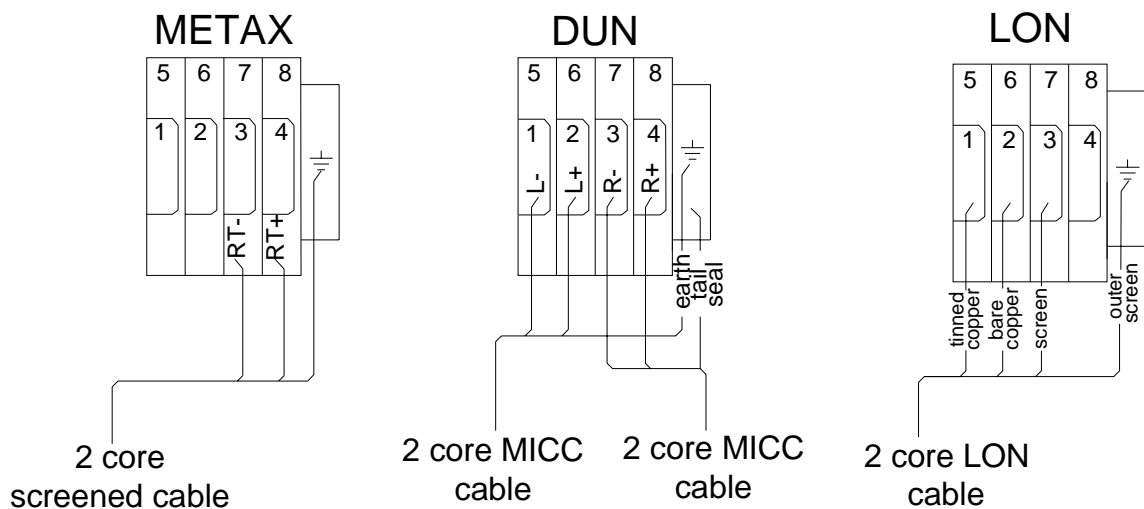 METAX
5 6 7 8
1 2 3 4
RT- RT+
2 core
screened cable
DUN
5 6 7 8
1 2 3 4
L- L+ R- R+
earth
tail
seal
2 core MICC
cable
2 core MICC
cable
LON
5 6 7 8
1 2 3 4
tinned
copper
bare
copper
screen
outer
screen
2 core LON
cable